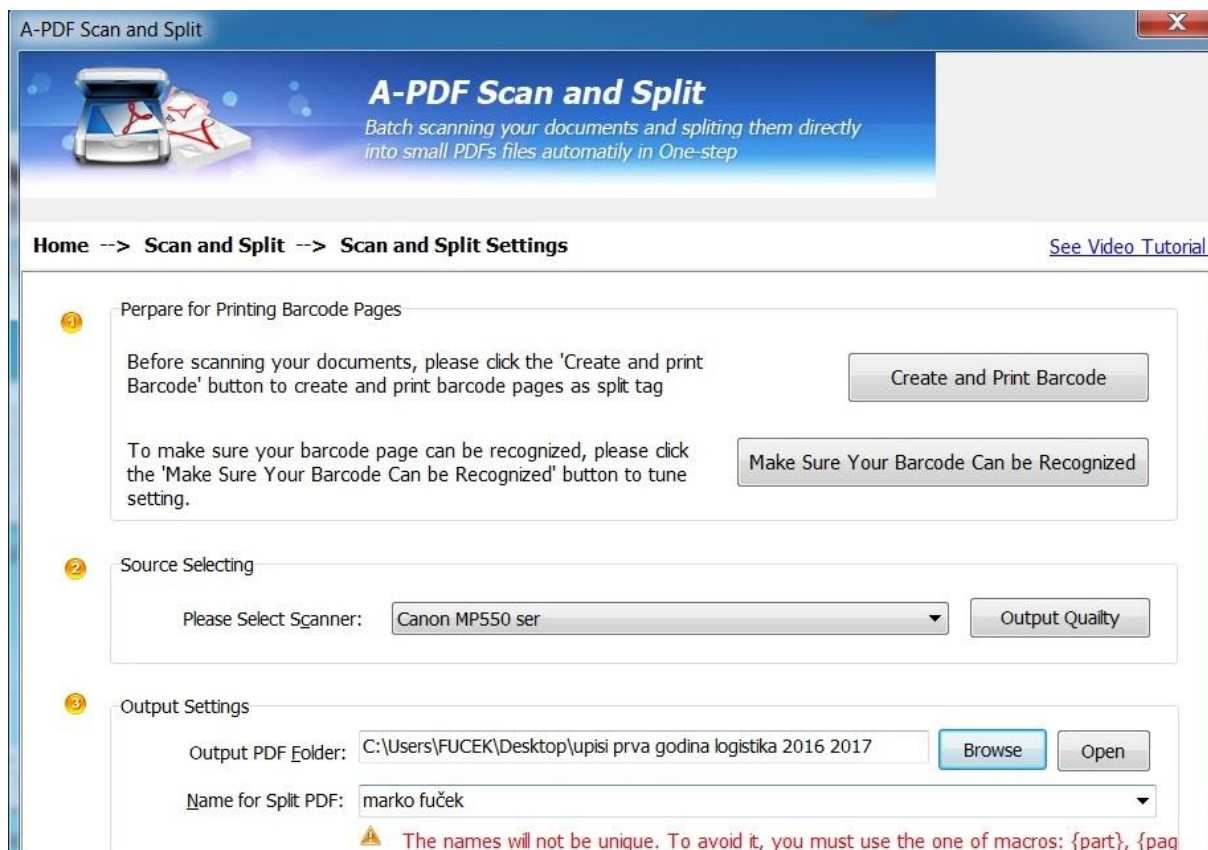 A-PDF Scan and Split
A-PDF Scan and Split
Batch scanning your documents and spliting them directly
into small PDFs files automatily in One-step
Home --> Scan and Split --> Scan and Split Settings
See Video Tutorial
1
Perpare for Printing Barcode Pages
Before scanning your documents, please click the 'Create and print
Barcode' button to create and print barcode pages as split tag
Create and Print Barcode
To make sure your barcode page can be recognized, please click
the 'Make Sure Your Barcode Can be Recognized' button to tune
setting.
Make Sure Your Barcode Can be Recognized
2
Source Selecting
Please Select Scanner:
Canon MP550 ser
Output Quailty
3
Output Settings
Output PDF Folder:
C:\Users\FUCEK\Desktop\upisi prva godina logistika 2016 2017
Browse
Open
Name for Split PDF:
marko fuček
The names will not be unique. To avoid it, you must use the one of macros: {part}, {pag